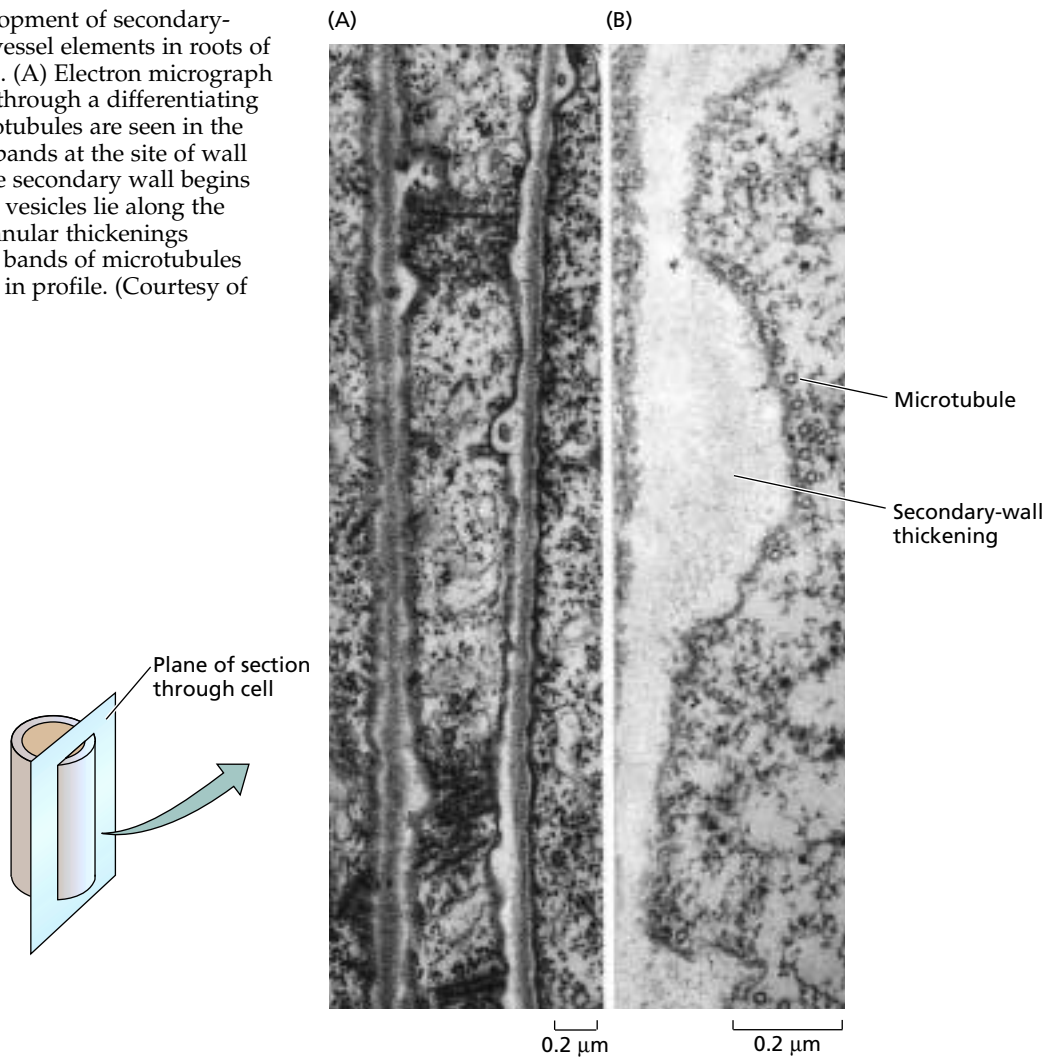 opment of secondary-
vessel elements in roots of
. (A) Electron micrograph
through a differentiating
otubules are seen in the
bands at the site of wall
e secondary wall begins
vesicles lie along the
nnular thickenings
bands of microtubules
in profile. (Courtesy of
(A)
(B)
Microtubule
Secondary-wall
thickening
Plane of section
through cell
0.2 μm
0.2 μm